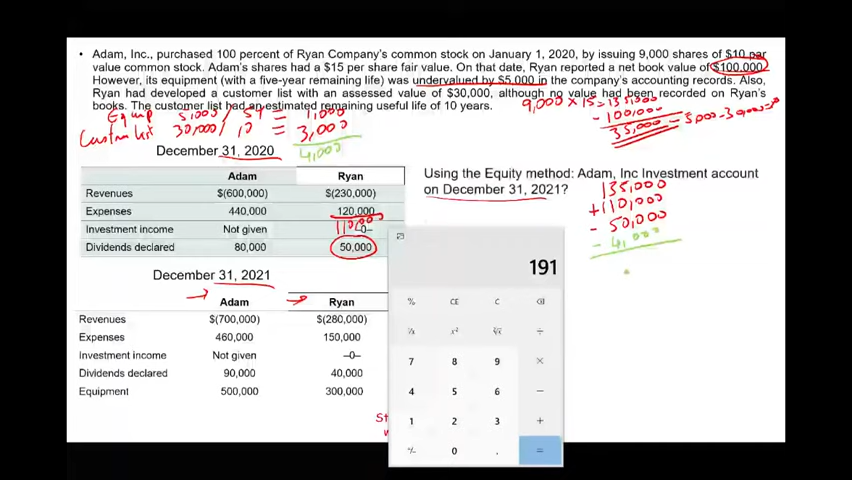 • Adam, Inc., purchased 100 percent of Ryan Company's common stock on January 1, 2020, by issuing 9,000 shares of $10 par
value common stock. Adam's shares had a $15 per share fair value. On that date, Ryan reported a net book value of $100,000.
However, its equipment (with a five-year remaining life) was undervalued by $5,000 in the company's accounting records. Also,
Ryan had developed a customer list with an assessed value of $30,000, although no value had been recorded on Ryan's
books. The customer list had an estimated remaining useful life of 10 years.
9,000 × 15 = 135,000
- 100,000
35,000 - 5,000 - 30,000 =
Equip 5,000 / 5y = 1,000
Custom list 30,000 / 10 = 3,000
4,000
December 31, 2020
Adam Ryan
Revenues $(600,000) $(230,000)
Expenses 440,000 120,000
110,000
Investment income Not given –0–
Dividends declared 80,000 50,000
Using the Equity method: Adam, Inc Investment account
on December 31, 2021?
135,000
+ 110,000
- 50,000
- 4,000
December 31, 2021
Adam Ryan
Revenues $(700,000) $(280,000)
Expenses 460,000 150,000
Investment income Not given –0–
Dividends declared 90,000 40,000
Equipment 500,000 300,000
191
% CE C
¹/x x² ²√x ÷
7 8 9 ×
4 5 6 −
1 2 3 +
+/− 0 . =